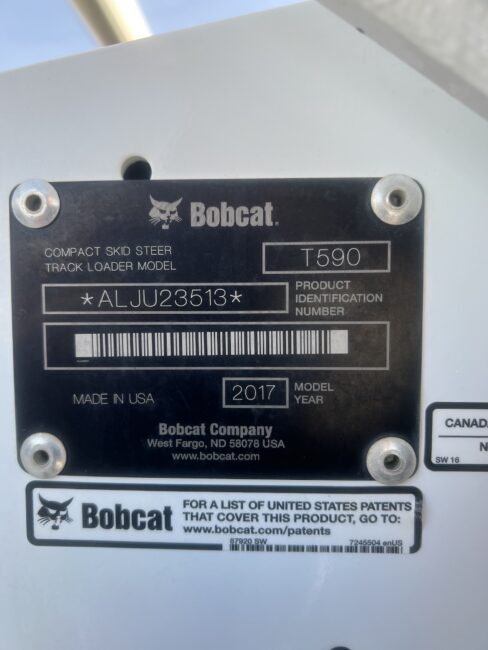 Bobcat.
COMPACT SKID STEER
TRACK LOADER MODEL
T590
*ALJU23513*
PRODUCT
IDENTIFICATION
NUMBER
MADE IN USA
2017
MODEL
YEAR
Bobcat Company
West Fargo, ND 58078 USA
www.bobcat.com
CANADA
N
SW 16
Bobcat
FOR A LIST OF UNITED STATES PATENTS
THAT COVER THIS PRODUCT, GO TO:
www.bobcat.com/patents
87920 SW
7245504 enUS